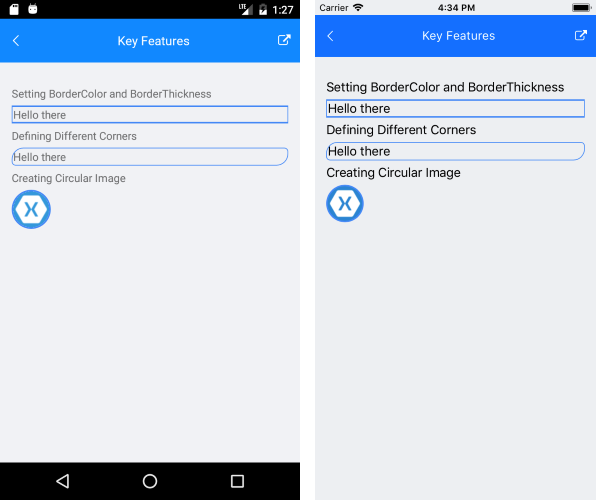 LTE 1:27
Key Features
Setting BorderColor and BorderThickness
Hello there
Defining Different Corners
Hello there
Creating Circular Image
Carrier 4:34 PM
Key Features
Setting BorderColor and BorderThickness
Hello there
Defining Different Corners
Hello there
Creating Circular Image